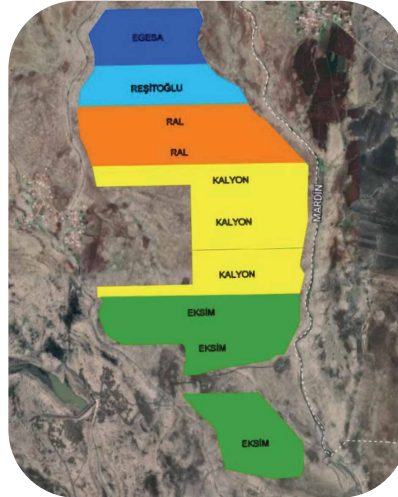 EGESA
REŞİTOĞLU
RAL
RAL
KALYON
KALYON
MARDİN
KALYON
EKSİM
EKSİM
EKSİM